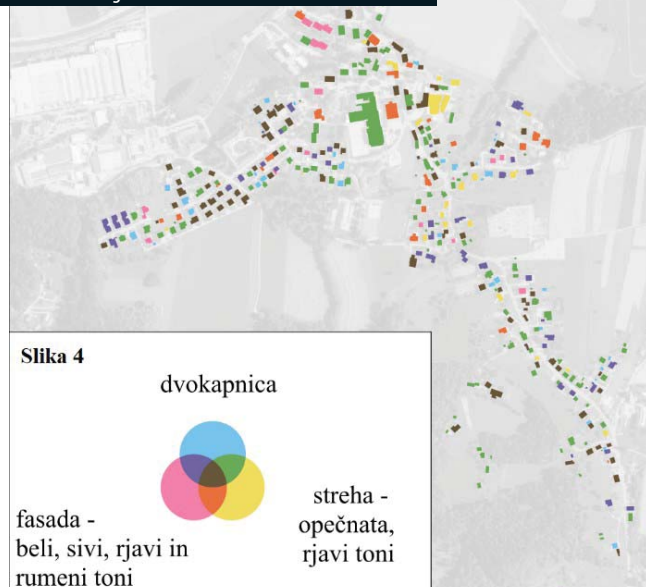 Slika 4
dvokapnica
fasada -
beli, sivi, rjavi in
rumeni toni
streha -
opečnata,
rjavi toni